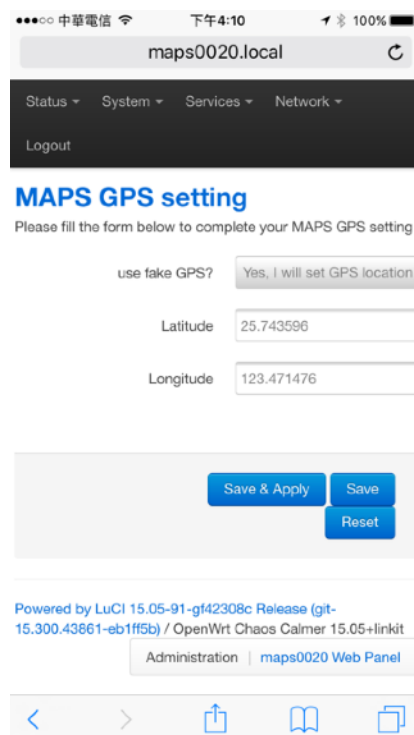 中華電信 下午4:10 100%
maps0020.local
Status System Services Network
Logout
MAPS GPS setting
Please fill the form below to complete your MAPS GPS setting
use fake GPS? Yes, I will set GPS location
Latitude 25.743596
Longitude 123.471476
Save & Apply Save
Reset
Powered by LuCI 15.05-91-gf42308c Release (git-
15.300.43861-eb1ff5b) / OpenWrt Chaos Calmer 15.05+linkit
Administration | maps0020 Web Panel